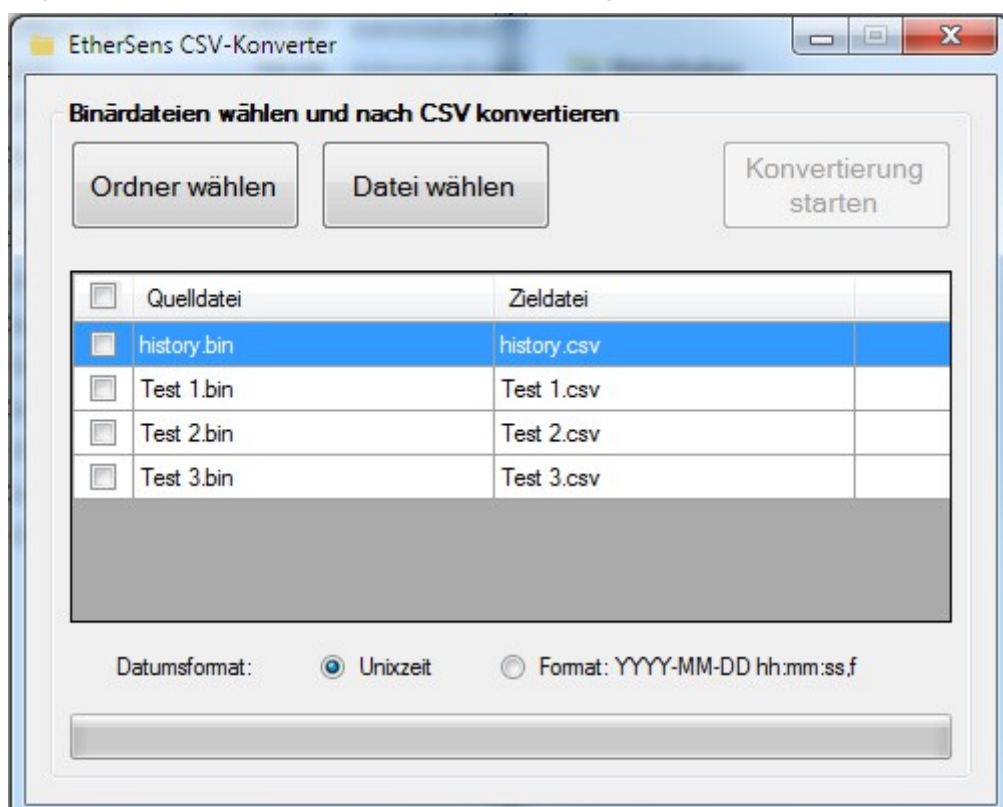 EtherSens CSV-Konverter
Binärdateien wählen und nach CSV konvertieren
Ordner wählen
Datei wählen
Konvertierung
starten
Quelldatei Zieldatei
history.bin history.csv
Test 1.bin Test 1.csv
Test 2.bin Test 2.csv
Test 3.bin Test 3.csv
Datumsformat: Unixzeit Format: YYYY-MM-DD hh:mm:ss,f